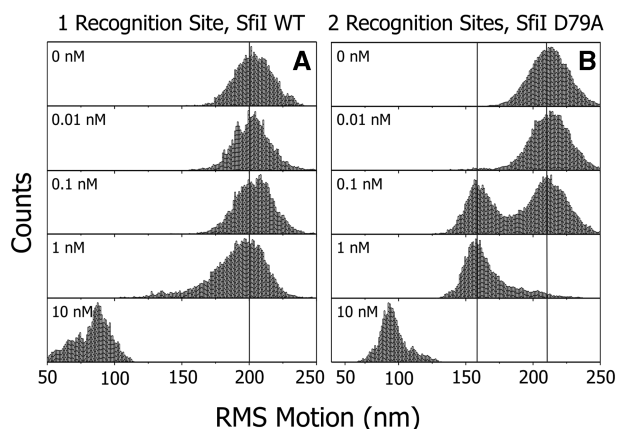 1 Recognition Site, SfiI WT
2 Recognition Sites, SfiI D79A
Counts
A
0 nM
0.01 nM
0.1 nM
1 nM
10 nM
50 100 150 200 250
B
0 nM
0.01 nM
0.1 nM
1 nM
10 nM
50 100 150 200 250
RMS Motion (nm)